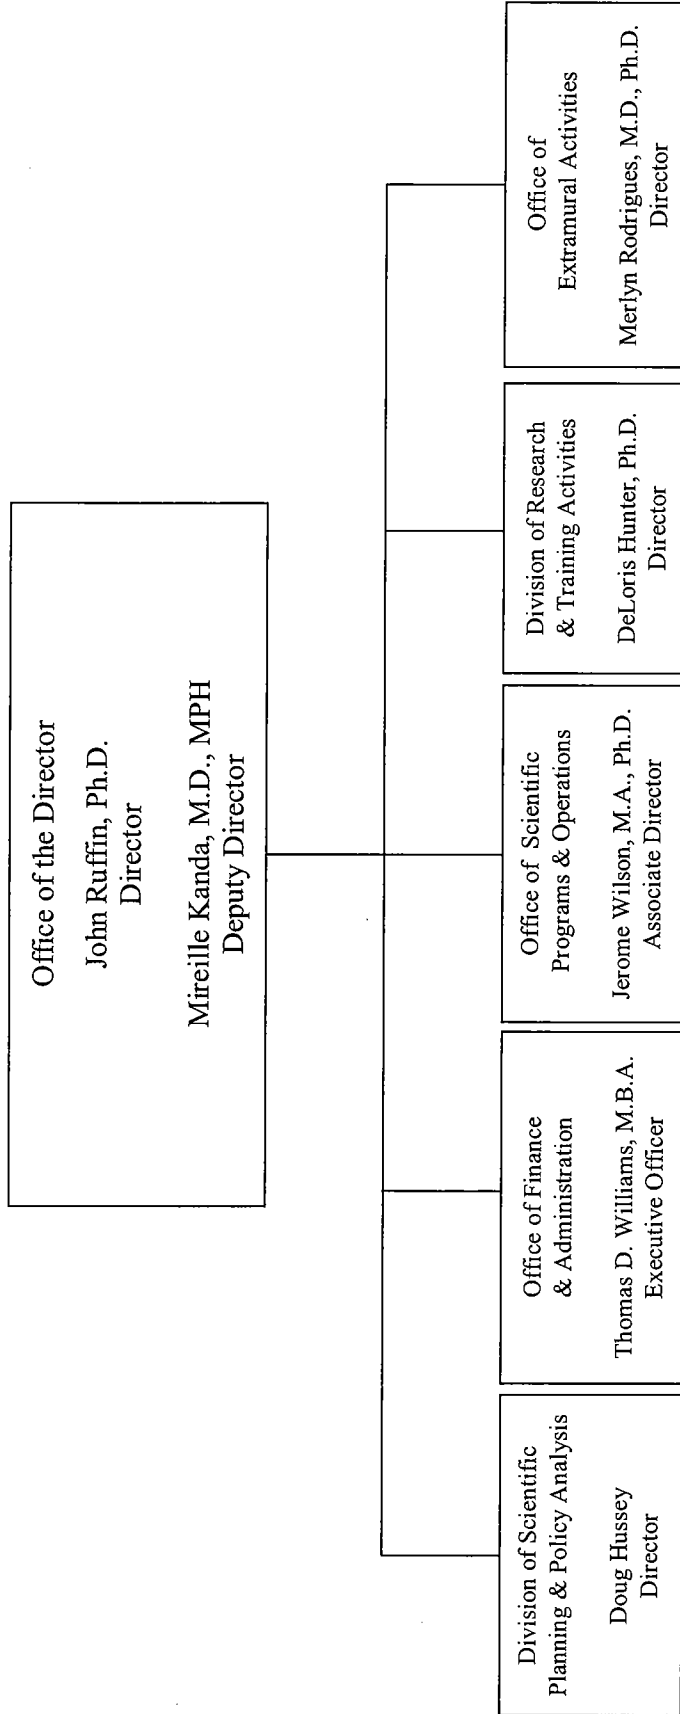 Office of the Director
John Ruffin, Ph.D.
Director
Mireille Kanda, M.D., MPH
Deputy Director
Division of Scientific
Planning & Policy Analysis
Doug Hussey
Director
Office of Finance
& Administration
Thomas D. Williams, M.B.A.
Executive Officer
Office of Scientific
Programs & Operations
Jerome Wilson, M.A., Ph.D.
Associate Director
Division of Research
& Training Activities
DeLoris Hunter, Ph.D.
Director
Office of
Extramural Activities
Merlyn Rodrigues, M.D., Ph.D.
Director